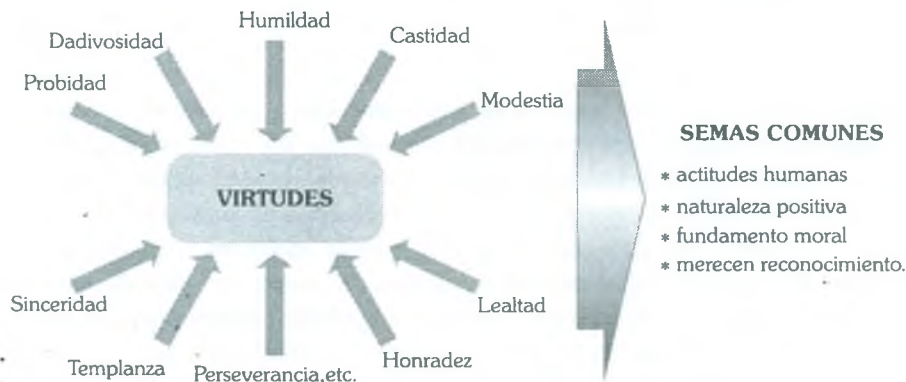 Humildad
Dadivosidad
Castidad
Probidad
Modestia
VIRTUDES
Sinceridad
Lealtad
Templanza
Perseverancia,etc.
Honradez
SEMAS COMUNES
* actitudes humanas
* naturaleza positiva
* fundamento moral
* merecen reconocimiento.